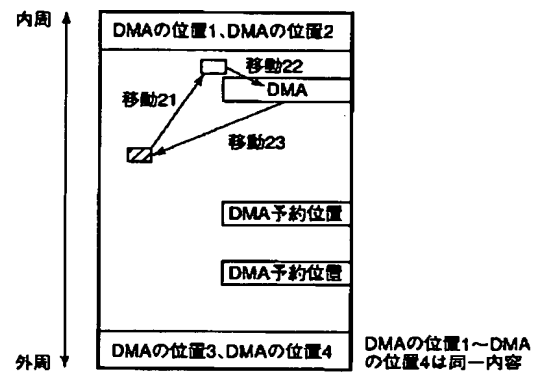 内周
DMAの位置1、DMAの位置2
移動22
DMA
移動21
移動23
DMA予約位置
DMA予約位置
DMAの位置3、DMAの位置4
外周
DMAの位置1～DMA
の位置4は同一内容